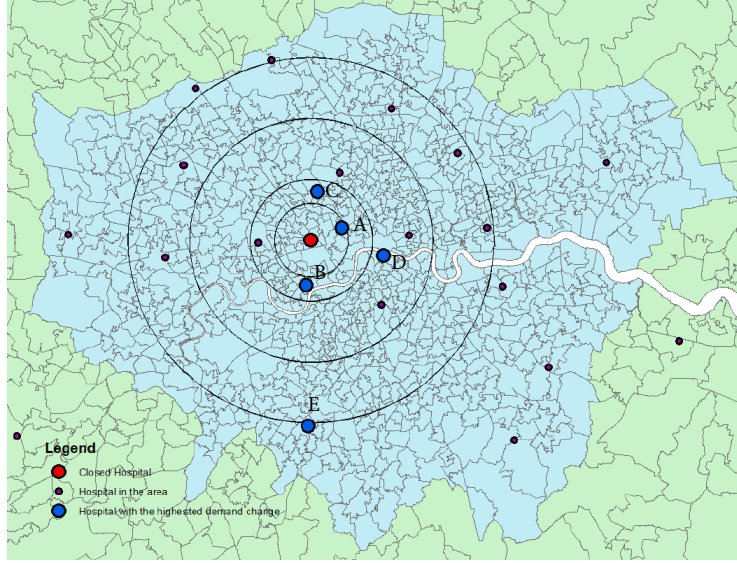 C
A
D
B
E
Legend
Closed Hospital
Hospital in the area
Hospital with the highested demand change